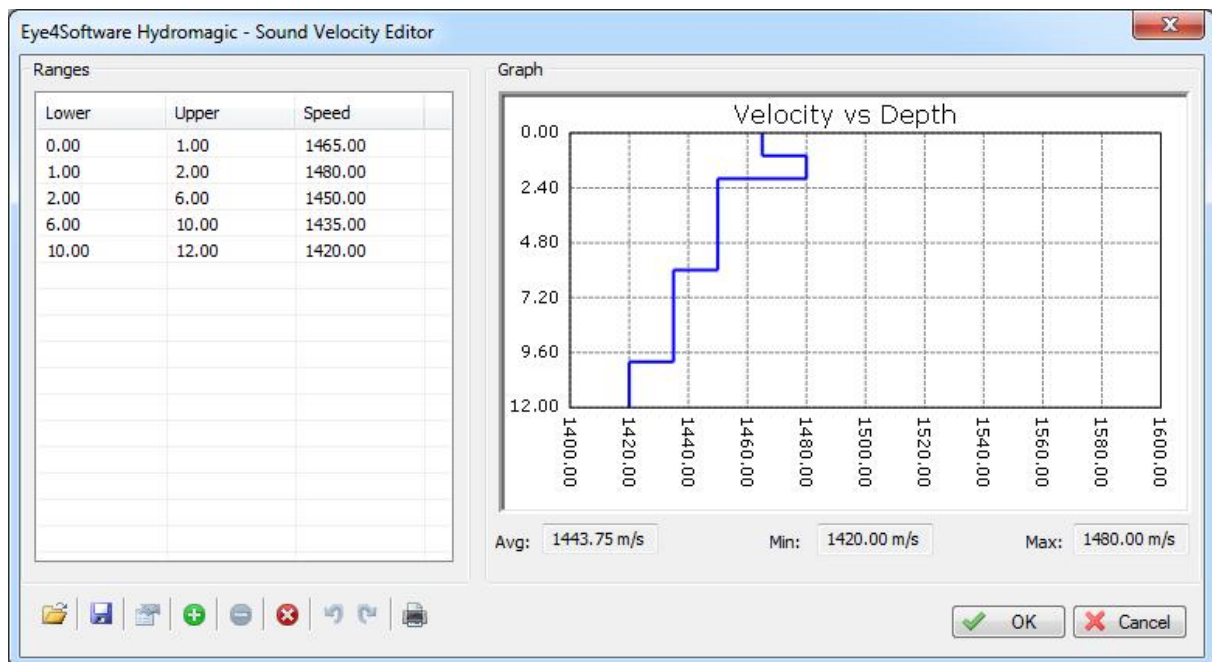 Eye4Software Hydromagic - Sound Velocity Editor
Ranges
Lower Upper Speed
0.00 1.00 1465.00
1.00 2.00 1480.00
2.00 6.00 1450.00
6.00 10.00 1435.00
10.00 12.00 1420.00
Graph
Velocity vs Depth
0.00
2.40
4.80
7.20
9.60
12.00
1400.00
1420.00
1440.00
1460.00
1480.00
1500.00
1520.00
1540.00
1560.00
1580.00
1600.00
Avg: 1443.75 m/s Min: 1420.00 m/s Max: 1480.00 m/s
OK Cancel